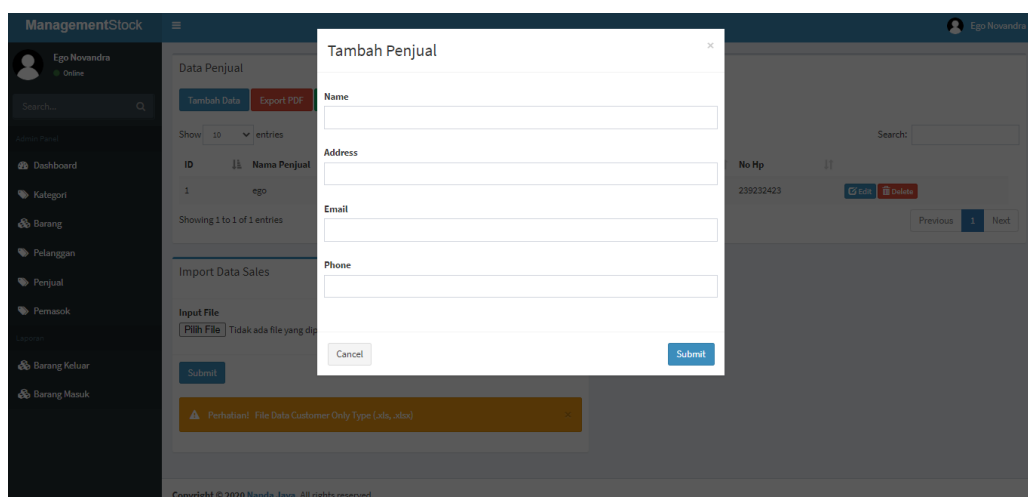 ManagementStock
Ego Novandra
Ego Novandra
Online
Search...
Admin Panel
Dashboard
Kategori
Barang
Pelanggan
Penjual
Pemasok
Laporan
Barang Keluar
Barang Masuk
Data Penjual
Tambah Data Export PDF
Show 10 entries
Search:
ID Nama Penjual No Hp
1 ego 239232423 Edit Delete
Showing 1 to 1 of 1 entries
Previous 1 Next
Import Data Sales
Input File
Pilih File Tidak ada file yang dip
Submit
Perhatian! File Data Customer Only Type (.xls, .xlsx)
Copyright © 2020 Nanda Jaya. All rights reserved
Tambah Penjual ×
Name
Address
Email
Phone
Cancel Submit